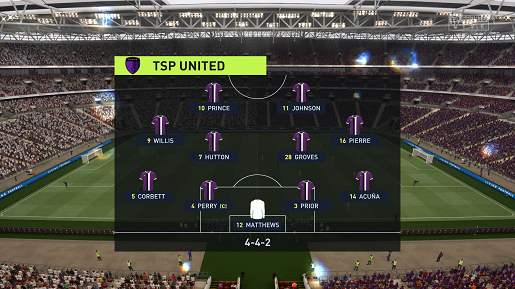 TSP UNITED
10 PRINCE
11 JOHNSON
9 WILLIS
16 PIERRE
7 HUTTON
28 GROVES
5 CORBETT
14 ACUÑA
4 PERRY (C)
3 PRIOR
12 MATTHEWS
4-4-2